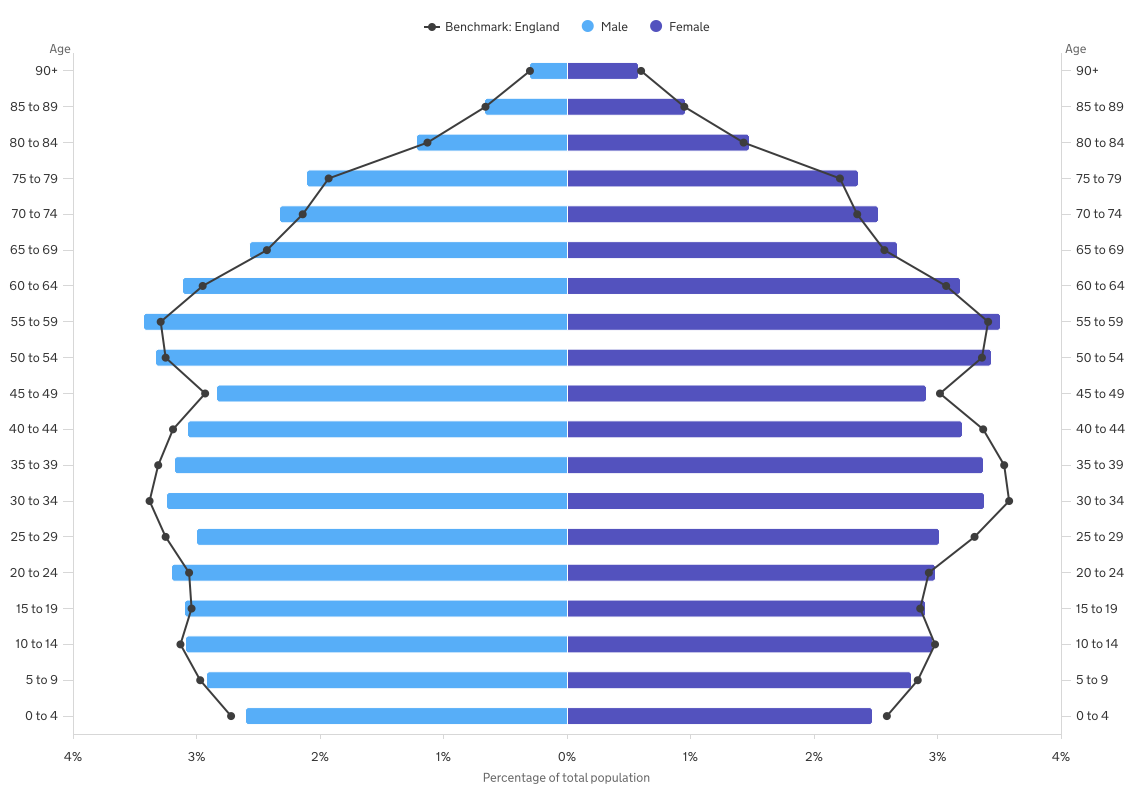 Benchmark: England Male Female
Age Age
90+ 90+
85 to 89 85 to 89
80 to 84 80 to 84
75 to 79 75 to 79
70 to 74 70 to 74
65 to 69 65 to 69
60 to 64 60 to 64
55 to 59 55 to 59
50 to 54 50 to 54
45 to 49 45 to 49
40 to 44 40 to 44
35 to 39 35 to 39
30 to 34 30 to 34
25 to 29 25 to 29
20 to 24 20 to 24
15 to 19 15 to 19
10 to 14 10 to 14
5 to 9 5 to 9
0 to 4 0 to 4
4% 3% 2% 1% 0% 1% 2% 3% 4%
Percentage of total population